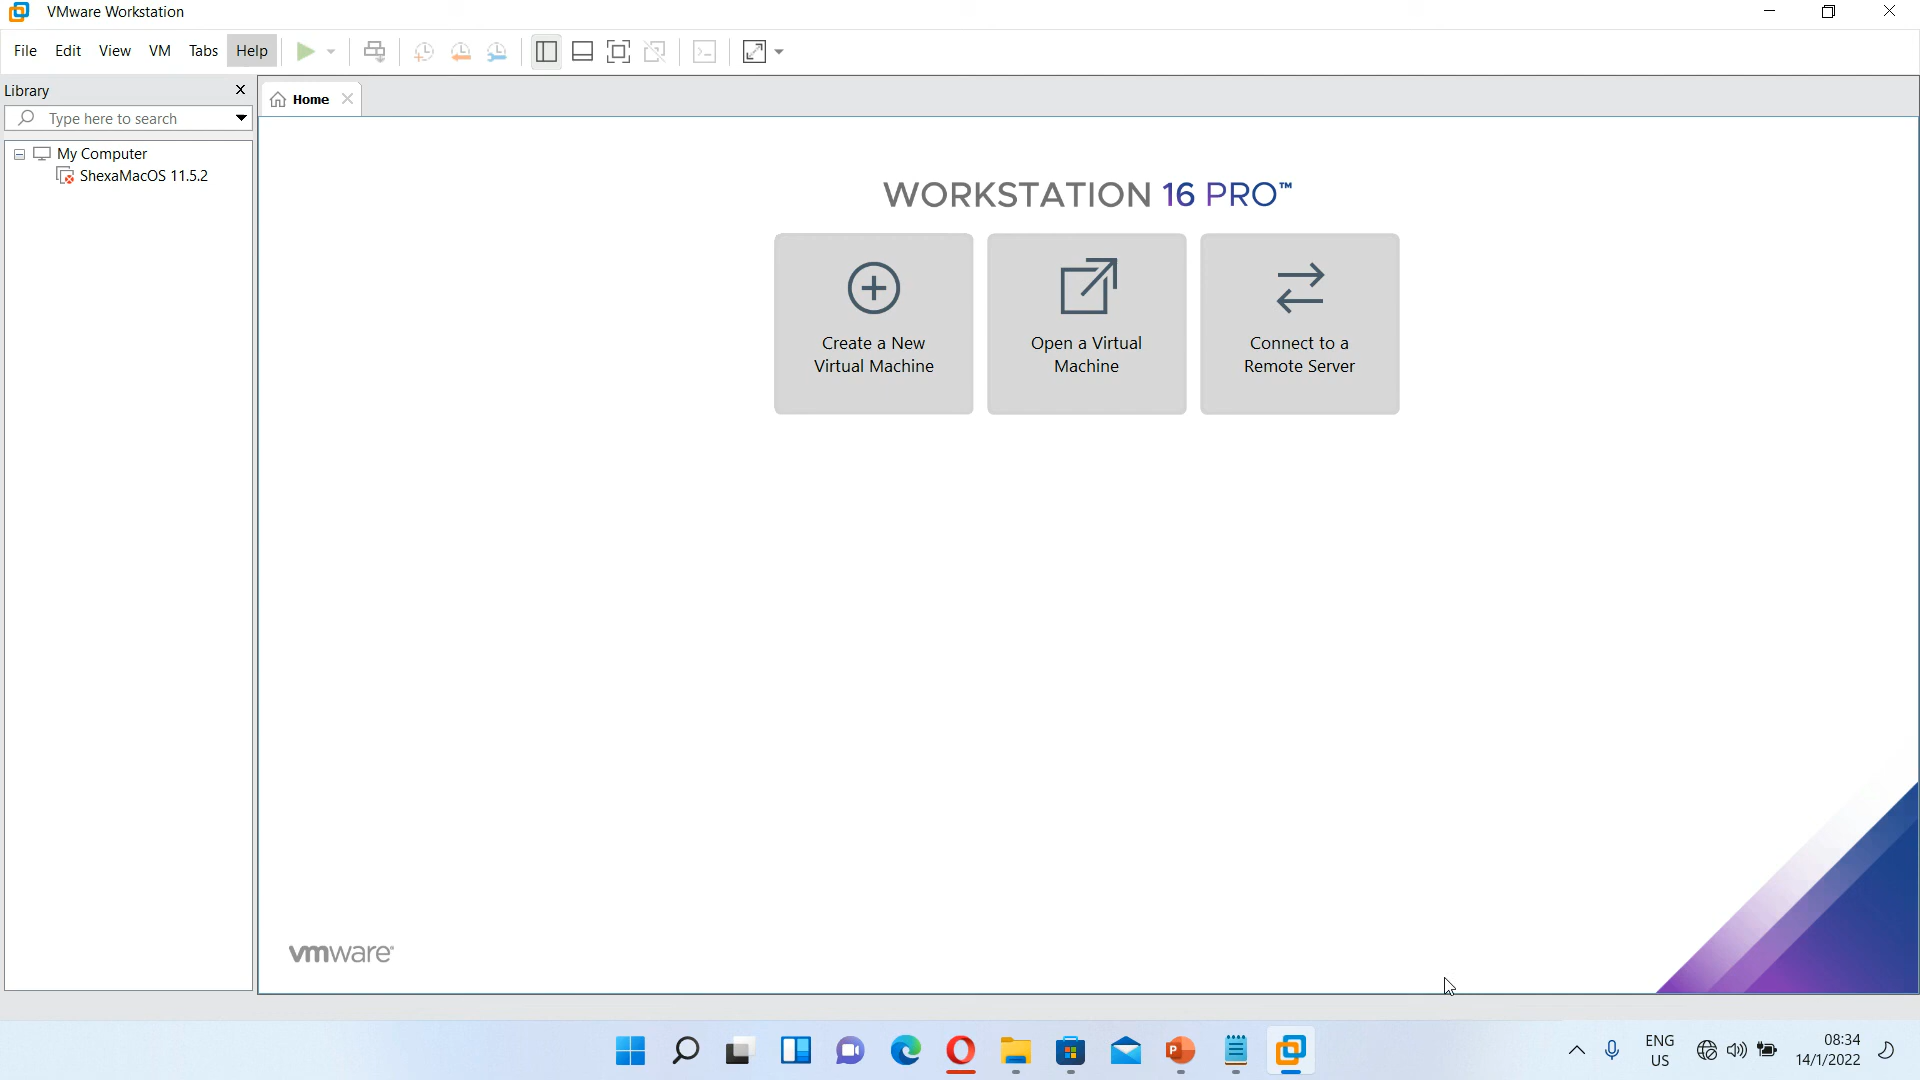 VMware Workstation
File Edit View VM Tabs Help
Library
Type here to search
My Computer
ShexaMacOS 11.5.2
Home
WORKSTATION 16 PRO™
Create a New
Virtual Machine
Open a Virtual
Machine
Connect to a
Remote Server
vmware®
ENG
US
08:34
14/1/2022